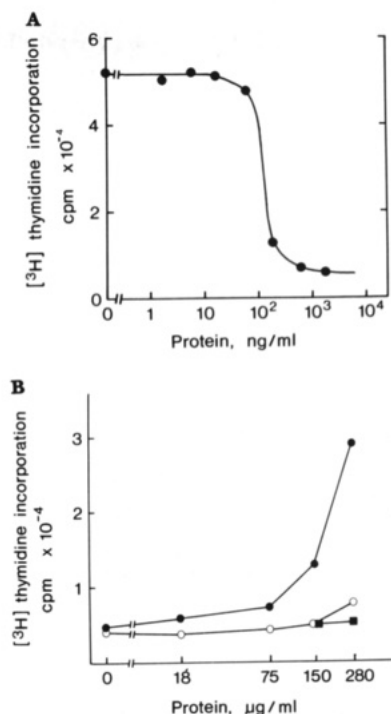 A
[³H] thymidine incorporation
cpm x 10⁻⁴
6
4
2
0
0 1 10 10² 10³ 10⁴
Protein, ng/ml
B
[³H] thymidine incorporation
cpm x 10⁻⁴
3
2
1
0 18 75 150 280
Protein, µg/ml